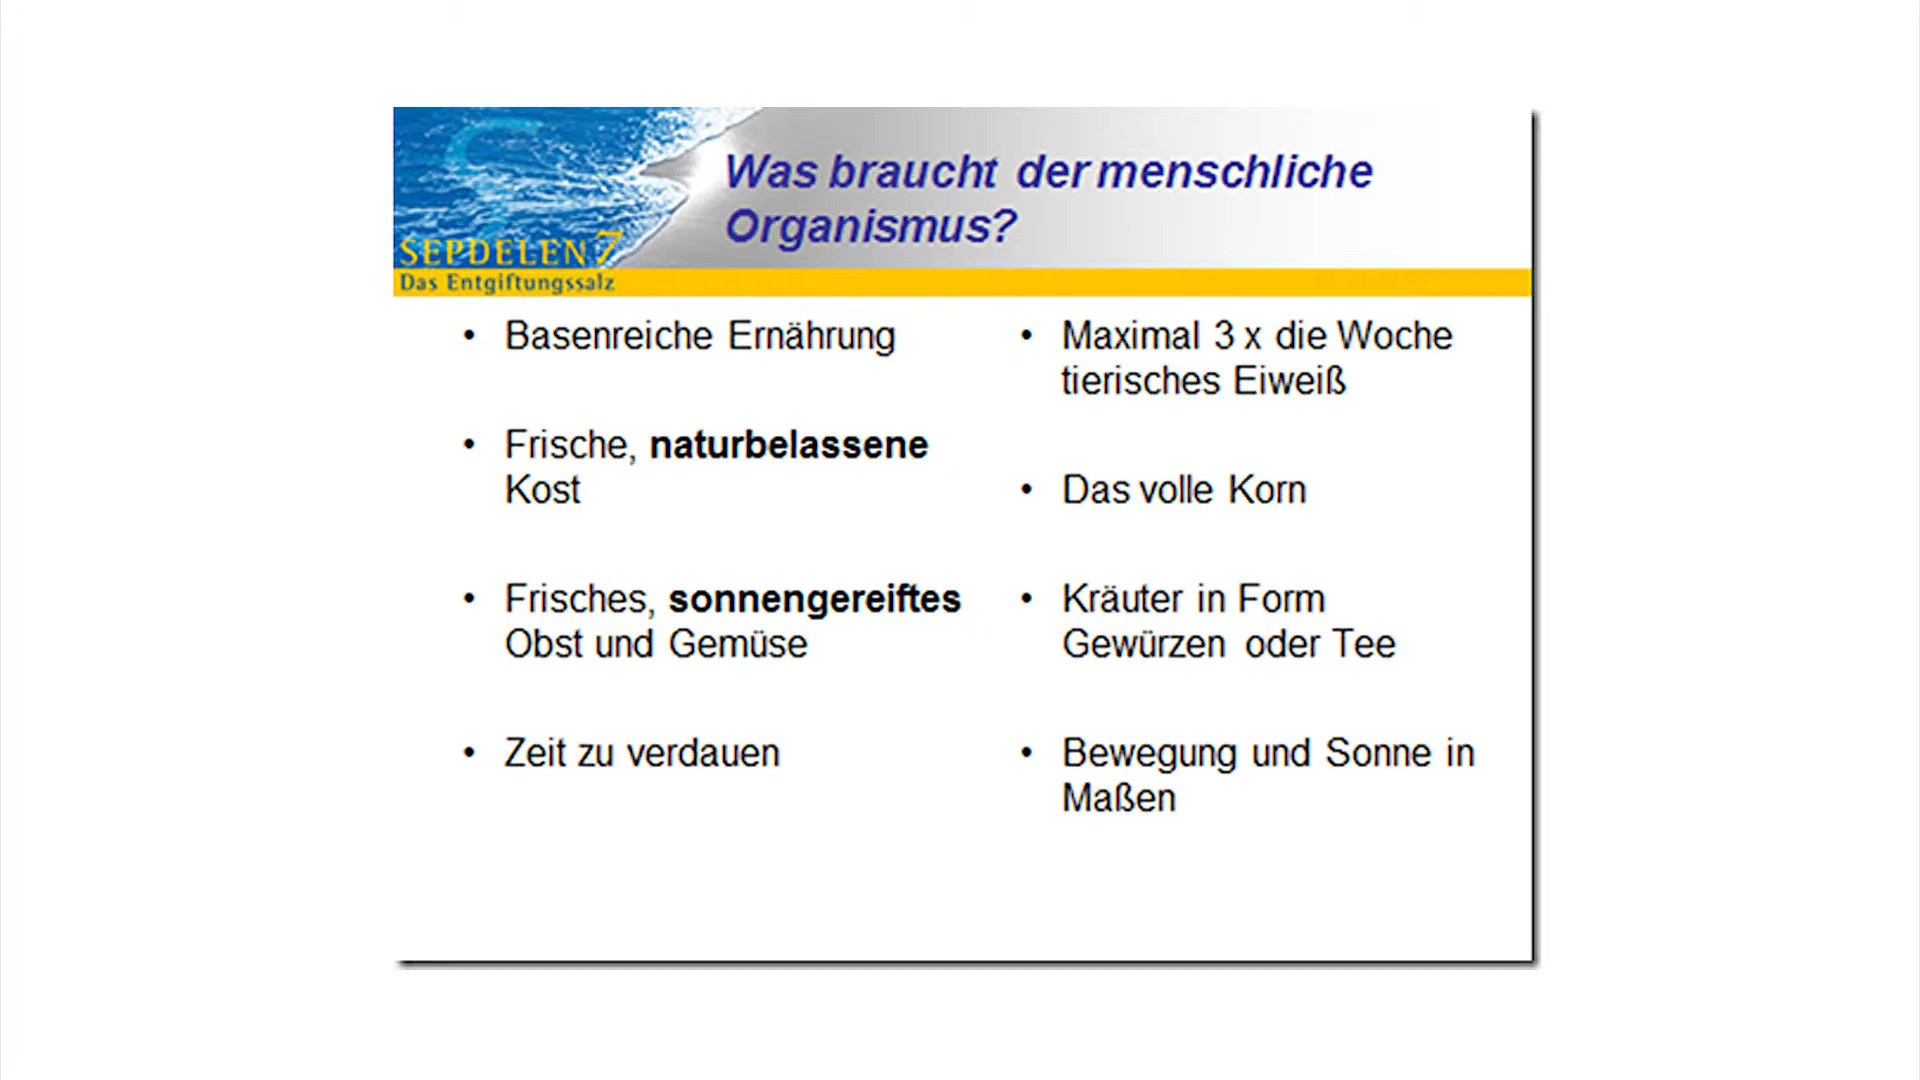 Was braucht der menschliche
Organismus?
SEPDELEN 7
Das Entgiftungssalz
• Basenreiche Ernährung
• Frische, naturbelassene
Kost
• Frisches, sonnengereiftes
Obst und Gemüse
• Zeit zu verdauen
• Maximal 3 x die Woche
tierisches Eiweiß
• Das volle Korn
• Kräuter in Form
Gewürzen oder Tee
• Bewegung und Sonne in
Maßen